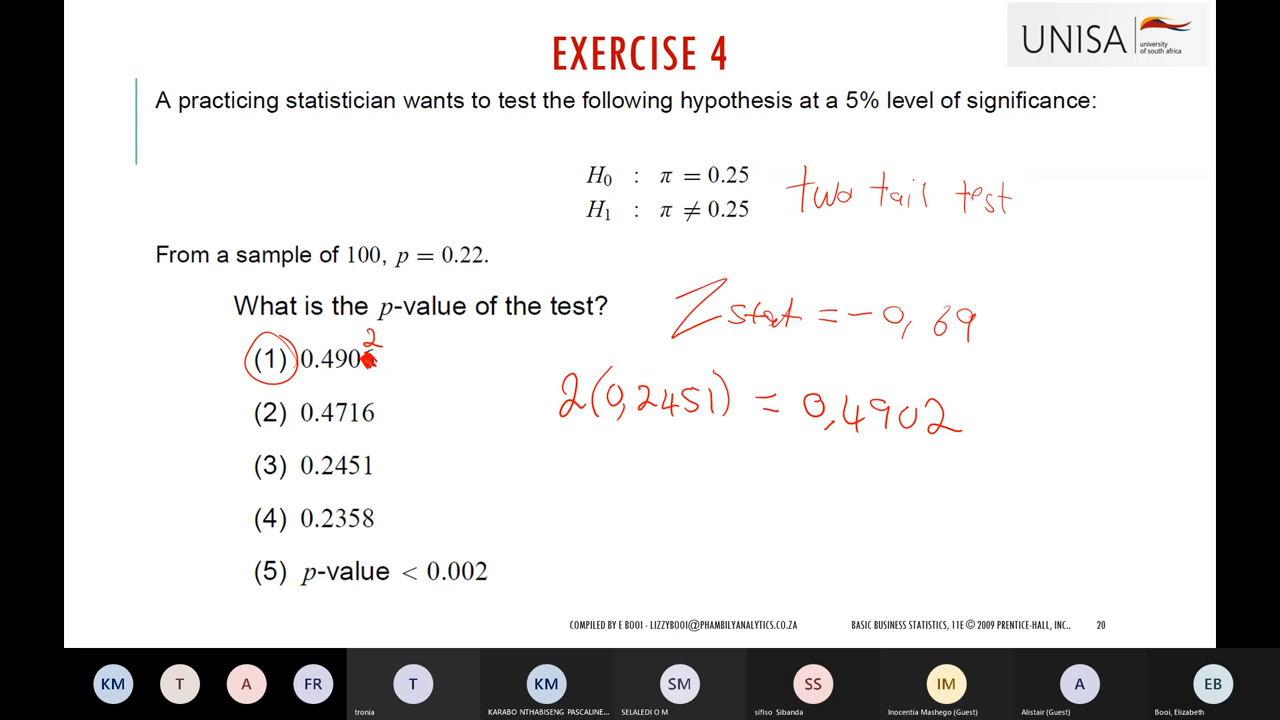 UNISA
university
of south africa
EXERCISE 4
A practicing statistician wants to test the following hypothesis at a 5% level of significance:
H0 : π = 0.25
H1 : π ≠ 0.25
two tail test
From a sample of 100, p = 0.22.
What is the p-value of the test?
Zstat = -0,69
(1) 0.4902
2(0,2451) = 0,4902
(2) 0.4716
(3) 0.2451
(4) 0.2358
(5) p-value < 0.002
COMPILED BY E BOOI - LIZZYBOOI@PHAMBILYANALYTICS.CO.ZA
BASIC BUSINESS STATISTICS, 11E © 2009 PRENTICE-HALL, INC..
20
KM T A FR T KM SM SS IM A EB
tronia
KARABO NTHABISENG PASCALINE...
SELALEDI O M
sifiso Sibanda
Inocentia Mashego (Guest)
Alistair (Guest)
Booi, Elizabeth